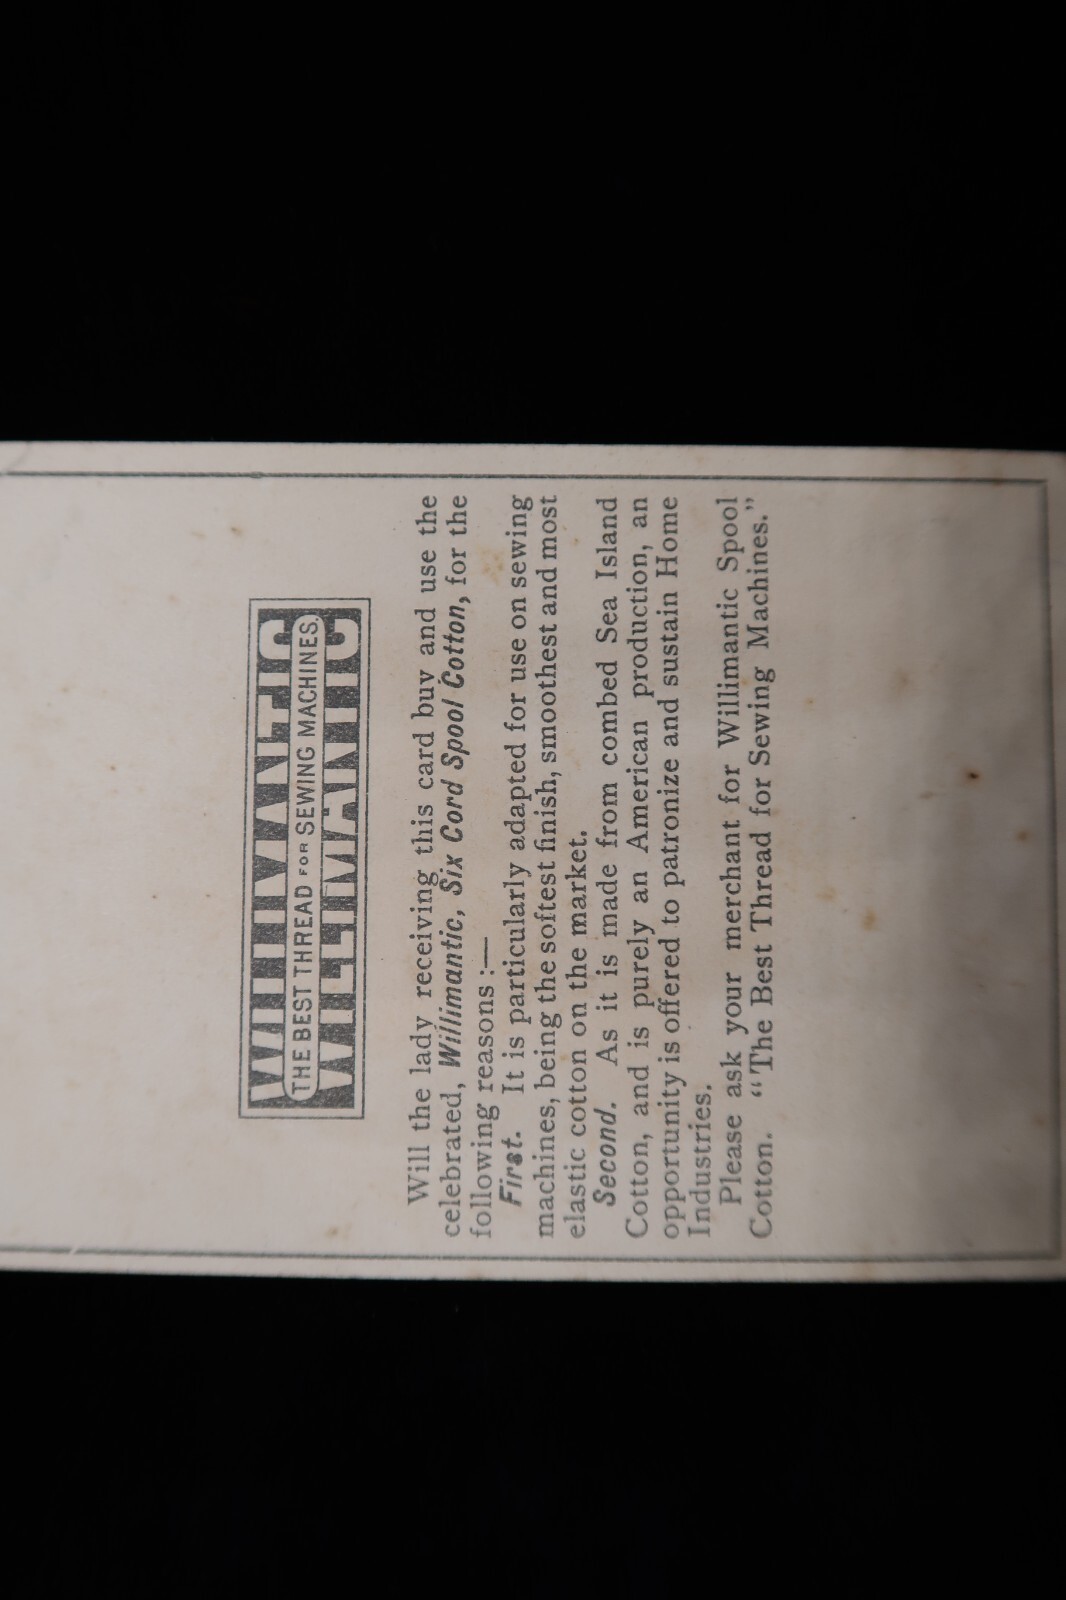 WILLIMANTIC
THE BEST THREAD FOR SEWING MACHINES.
WILLIMANTIC
Will the lady receiving this card buy and use the
celebrated, Willimantic, Six Cord Spool Cotton, for the
following reasons :—
First. It is particularly adapted for use on sewing
machines, being the softest finish, smoothest and most
elastic cotton on the market.
Second. As it is made from combed Sea Island
Cotton, and is purely an American production, an
opportunity is offered to patronize and sustain Home
Industries.
Please ask your merchant for Willimantic Spool
Cotton. “The Best Thread for Sewing Machines.”